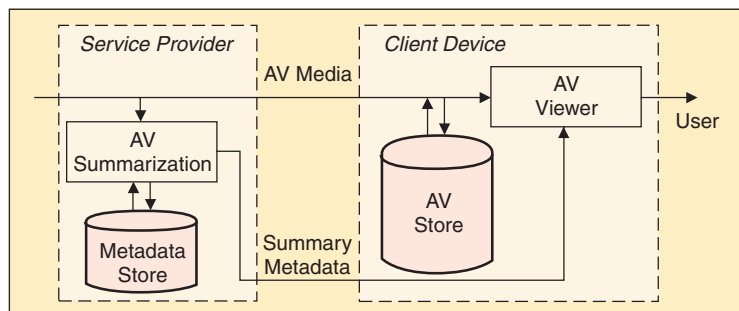 Service Provider
Client Device
AV Media
AV
Viewer
User
AV
Summarization
AV
Store
Metadata
Store
Summary
Metadata